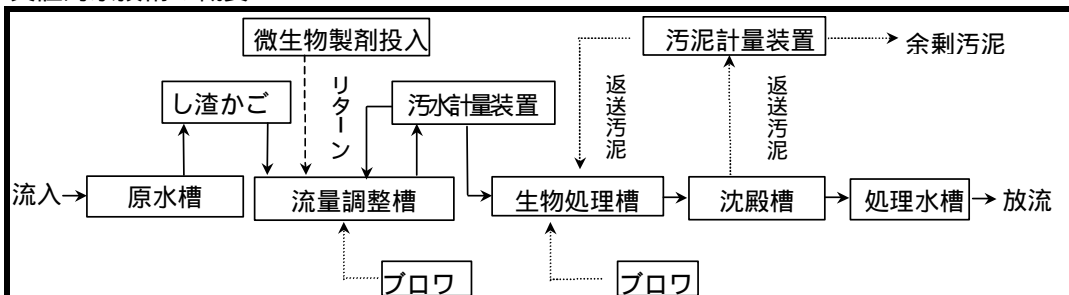 微生物製剤投入
汚泥計量装置
余剰汚泥
し渣かご
リターン
汚水計量装置
返送汚泥
返送汚泥
流入
原水槽
流量調整槽
生物処理槽
沈殿槽
処理水槽
放流
ブロワ
ブロワ